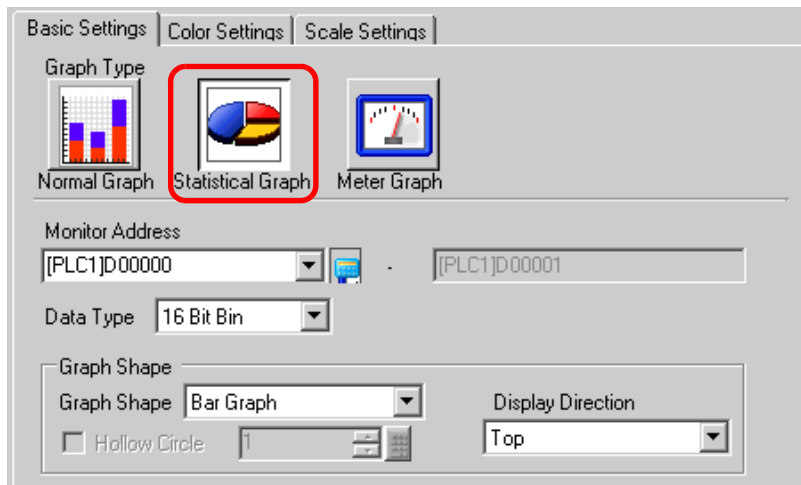 Basic Settings Color Settings Scale Settings
Graph Type
Normal Graph Statistical Graph Meter Graph
Monitor Address
[PLC1]D00000 - [PLC1]D00001
Data Type 16 Bit Bin
Graph Shape
Graph Shape Bar Graph Display Direction
Hollow Circle 1 Top